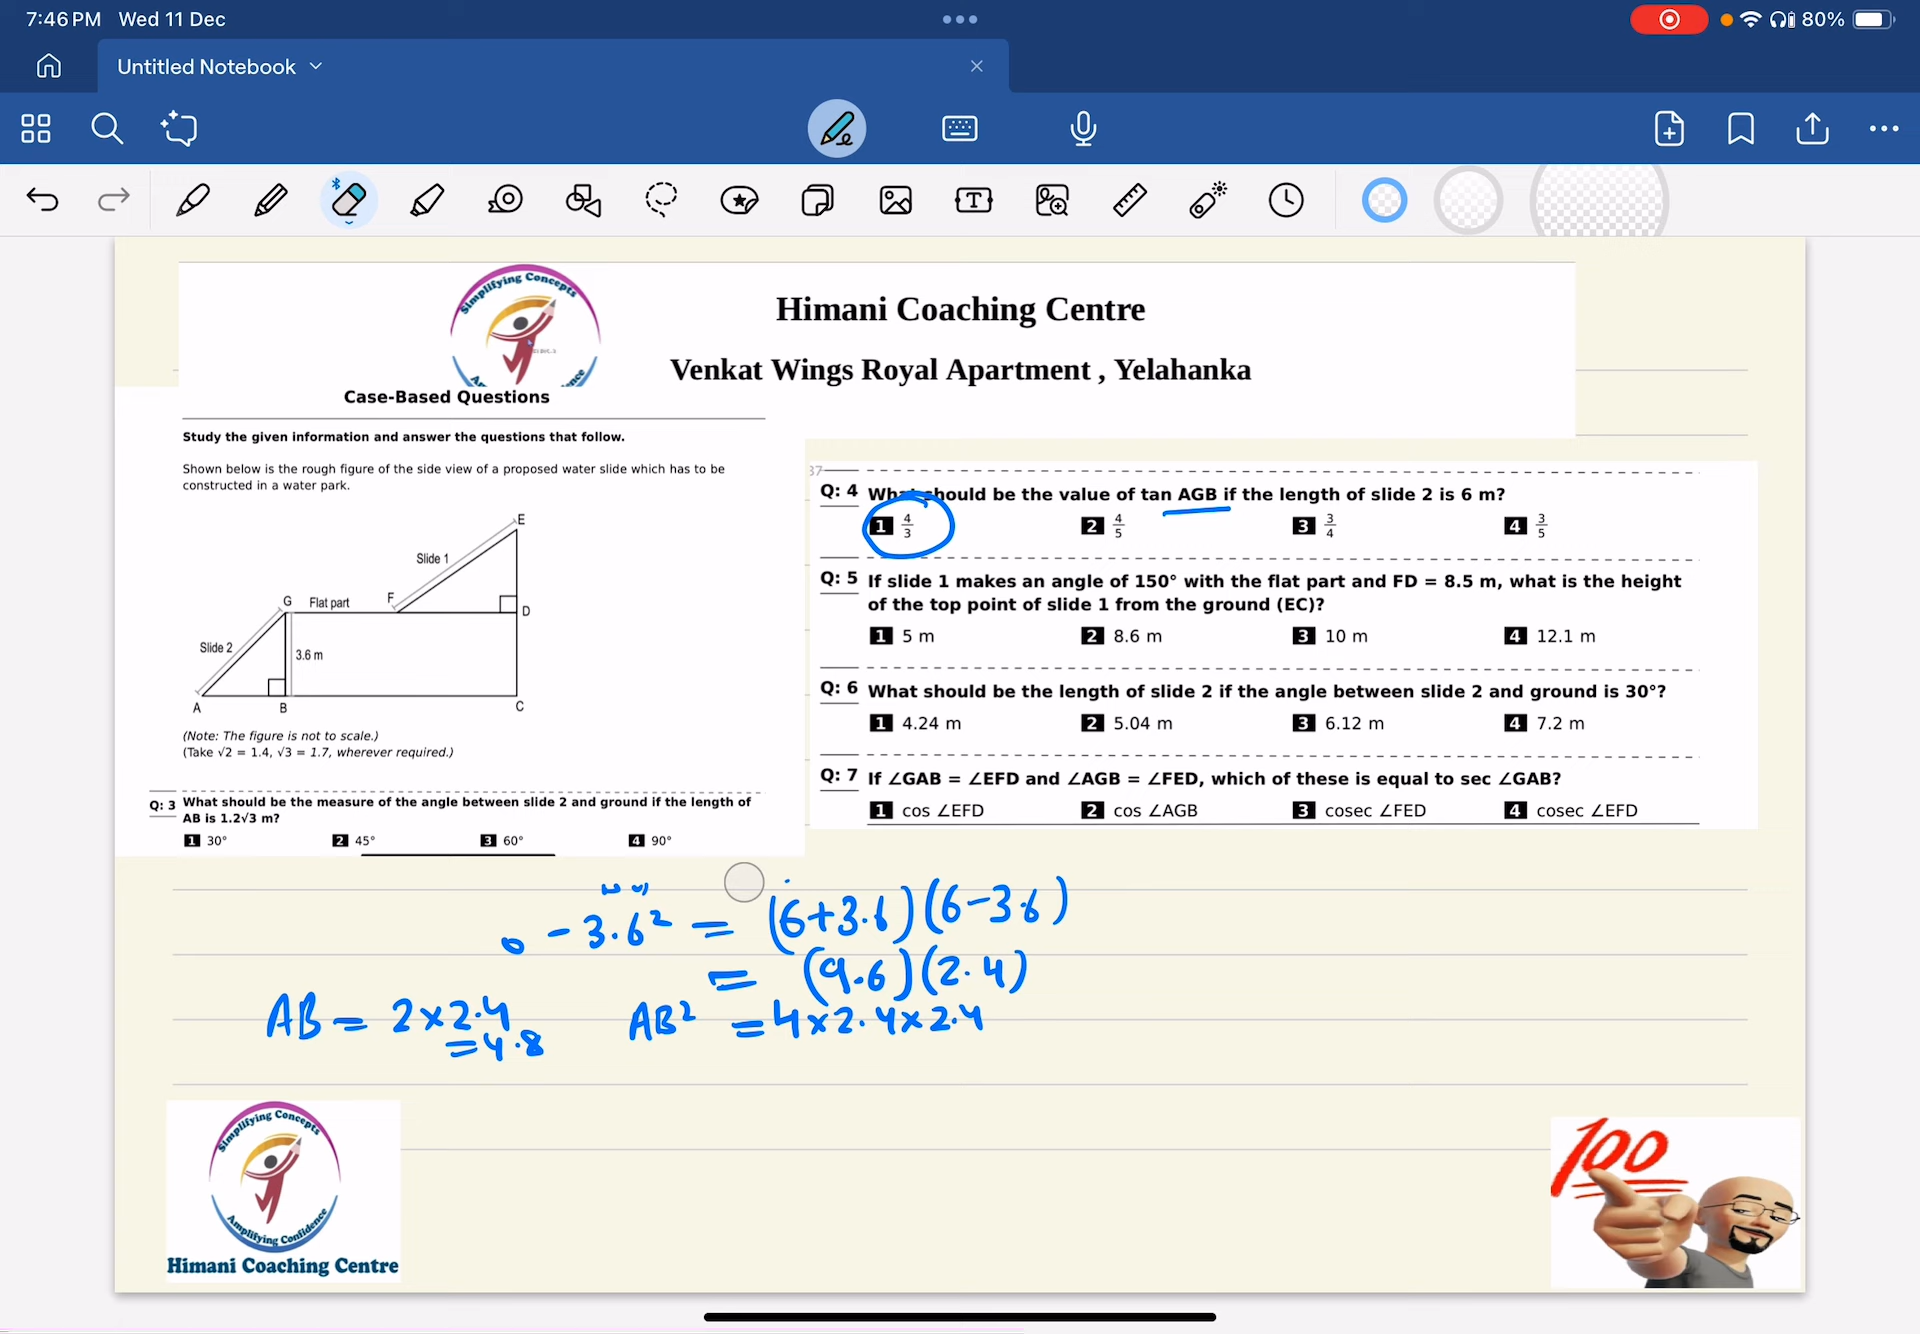 7:46 PM Wed 11 Dec
80%
Untitled Notebook
Simplifying Concepts
Himani Coaching Centre
Venkat Wings Royal Apartment , Yelahanka
Case-Based Questions
Study the given information and answer the questions that follow.
Shown below is the rough figure of the side view of a proposed water slide which has to be
constructed in a water park.
E
Slide 1
G Flat part F
D
Slide 2
3.6 m
A B C
(Note: The figure is not to scale.)
(Take √2 = 1.4, √3 = 1.7, wherever required.)
Q: 3 What should be the measure of the angle between slide 2 and ground if the length of
AB is 1.2√3 m?
1 30° 2 45° 3 60° 4 90°
37
Q: 4 What should be the value of tan AGB if the length of slide 2 is 6 m?
1 4/3 2 4/5 3 3/4 4 3/5
Q: 5 If slide 1 makes an angle of 150° with the flat part and FD = 8.5 m, what is the height
of the top point of slide 1 from the ground (EC)?
1 5 m 2 8.6 m 3 10 m 4 12.1 m
Q: 6 What should be the length of slide 2 if the angle between slide 2 and ground is 30°?
1 4.24 m 2 5.04 m 3 6.12 m 4 7.2 m
Q: 7 If ∠GAB = ∠EFD and ∠AGB = ∠FED, which of these is equal to sec ∠GAB?
1 cos ∠EFD 2 cos ∠AGB 3 cosec ∠FED 4 cosec ∠EFD
- 3.6² = (6+3.6)(6-3.6)
= (9.6)(2.4)
AB = 2×2.4 AB² = 4×2.4×2.4
= 4.8
Simplifying Concepts
Amplifying Confidence
Himani Coaching Centre
100